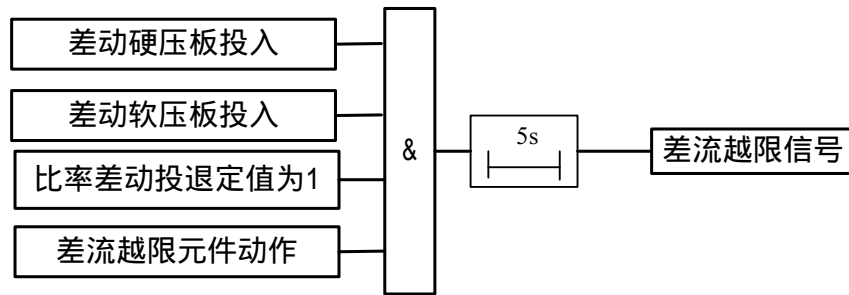 差动硬压板投入
差动软压板投入
比率差动投退定值为1
差流越限元件动作
&
5s
差流越限信号